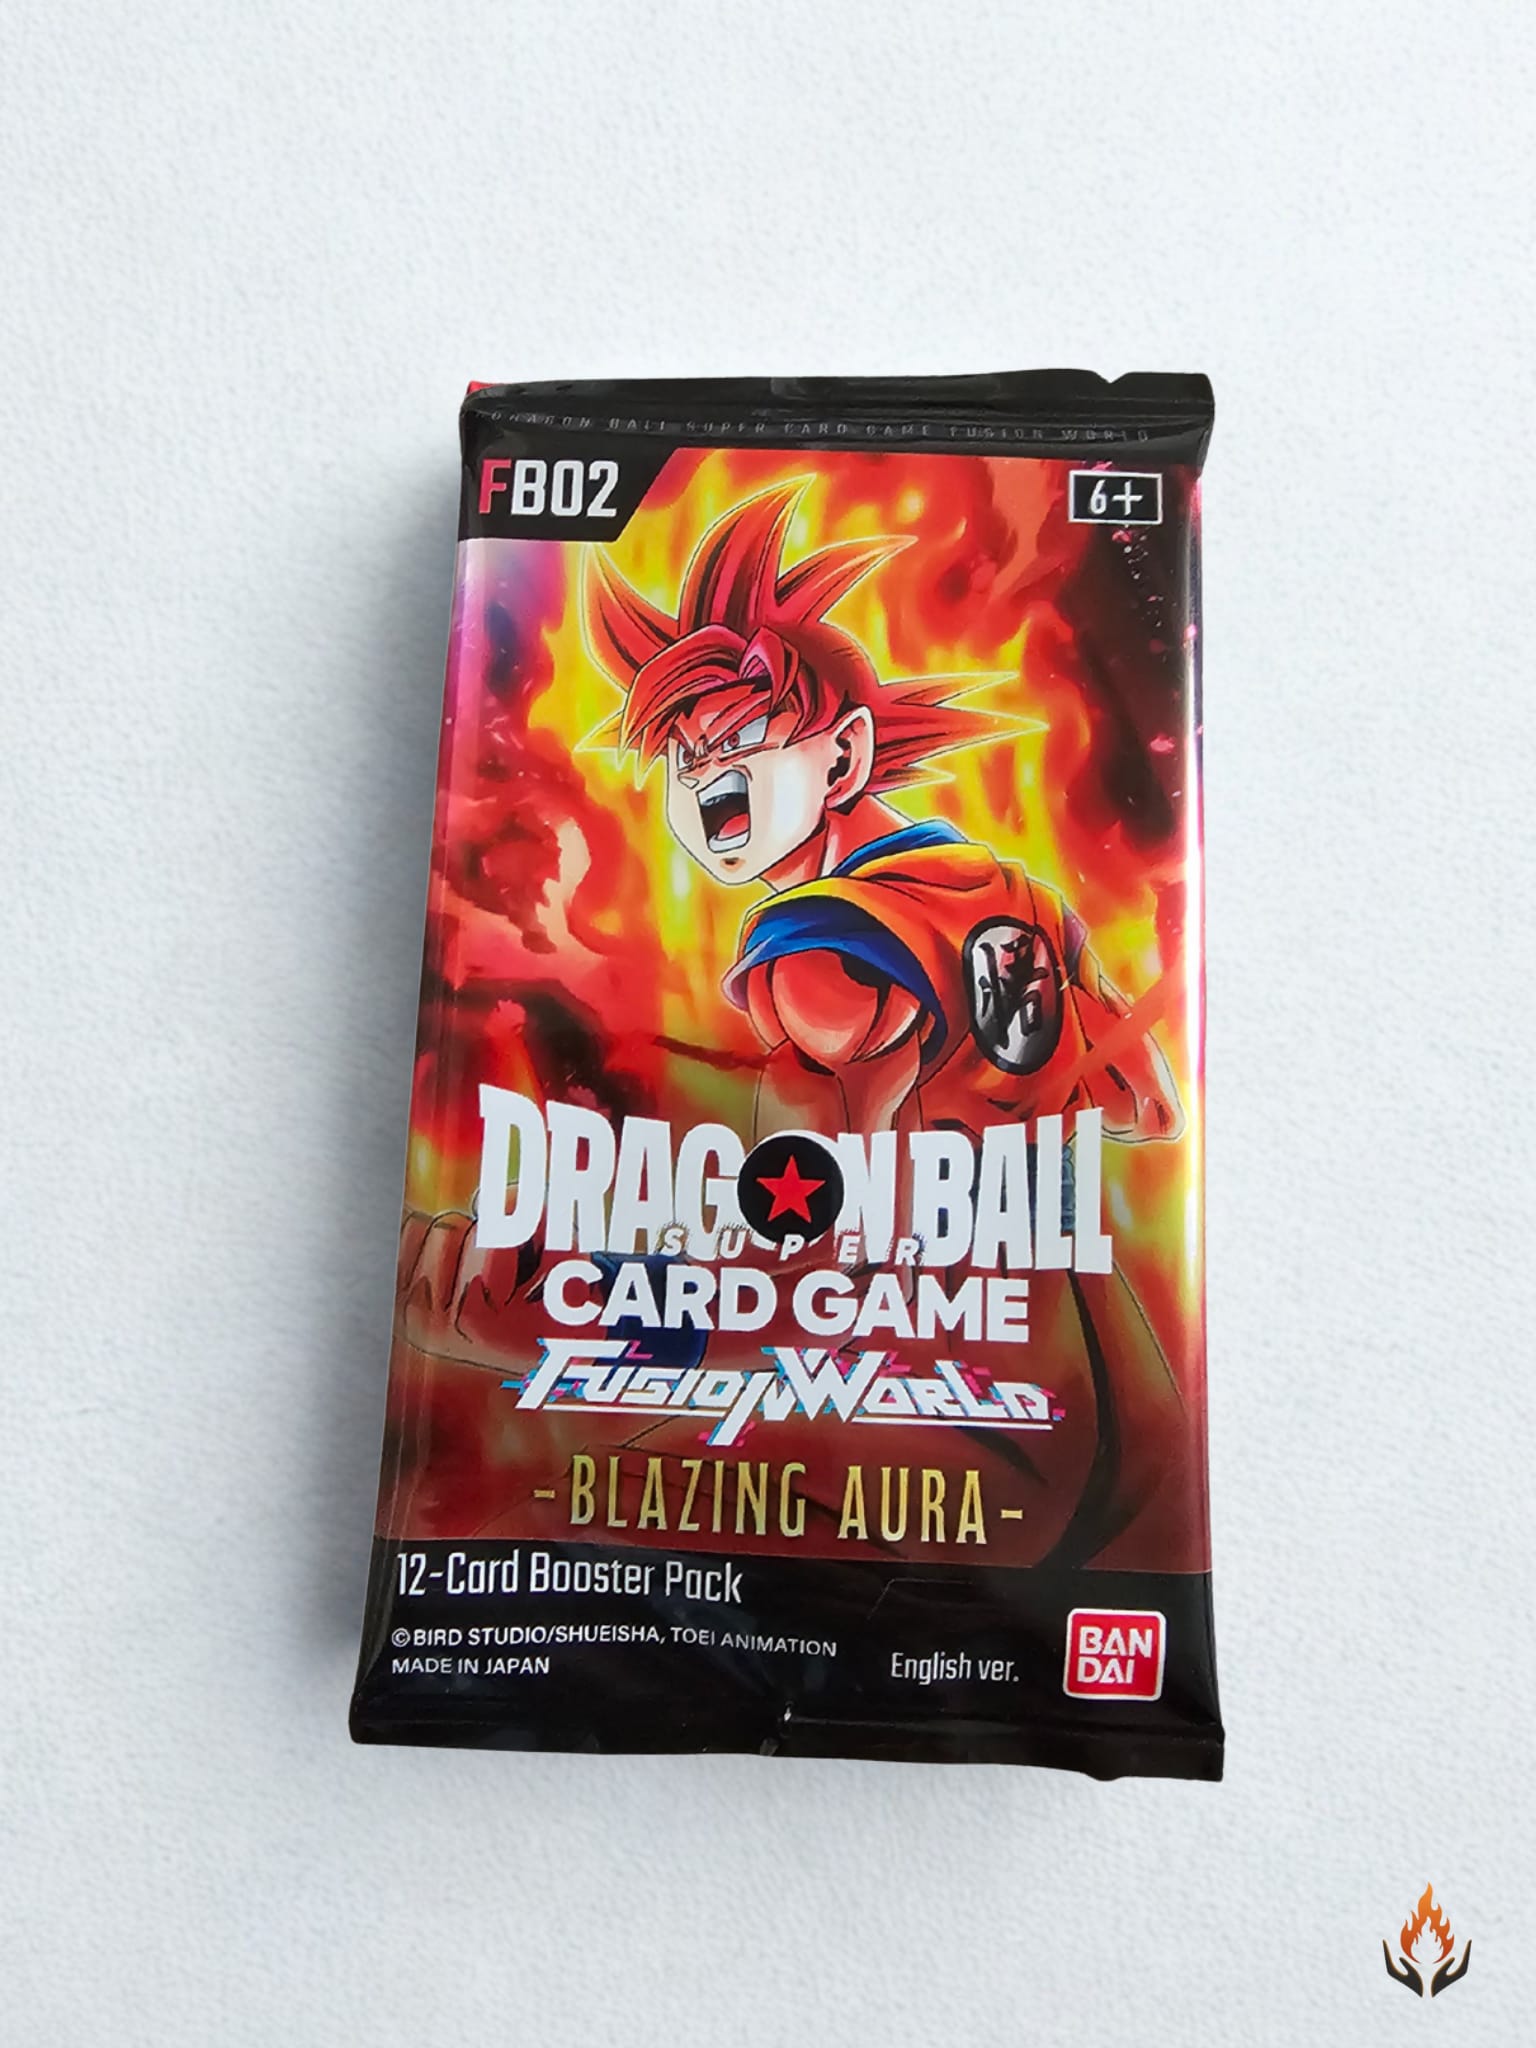 DRAGON BALL SUPER CARD GAME FUSION WORLD
FB02
6+
悟
DRAGON BALL
SUPER
CARD GAME
FUSION WORLD
-BLAZING AURA-
12-Card Booster Pack
©BIRD STUDIO/SHUEISHA, TOEI ANIMATION
MADE IN JAPAN
English ver.
BAN
DAI